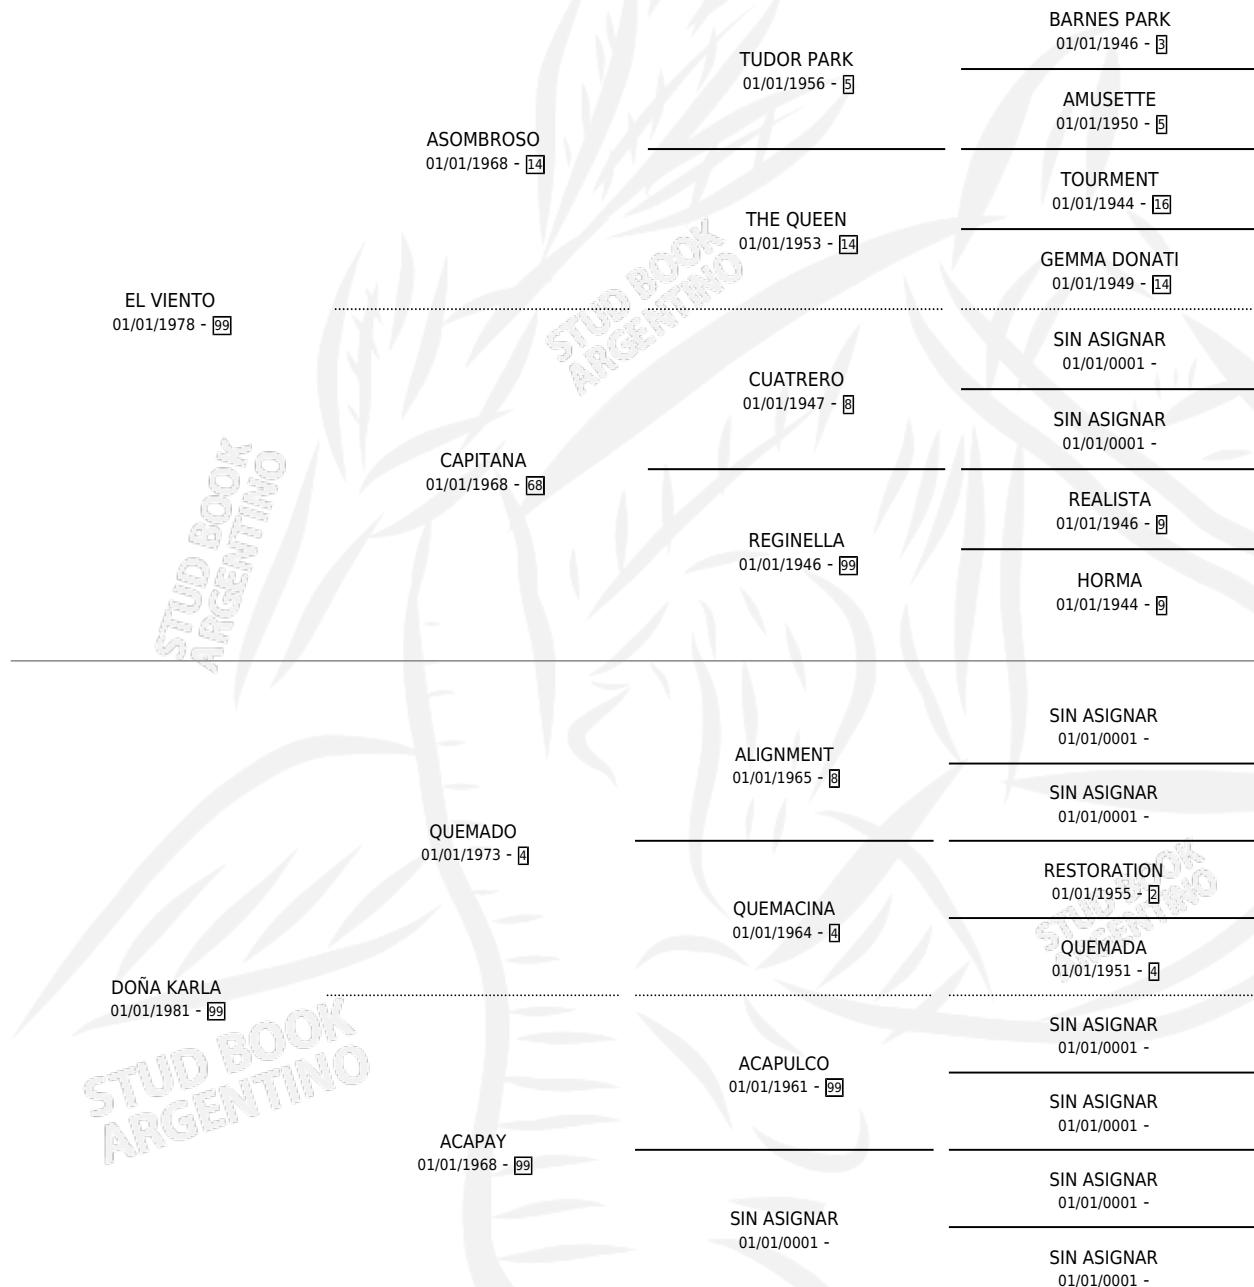 BARNES PARK
01/01/1946 - 3
TUDOR PARK
01/01/1956 - 5
AMUSETTE
01/01/1950 - 5
ASOMBROSO
01/01/1968 - 14
TOURMENT
01/01/1944 - 16
THE QUEEN
01/01/1953 - 14
GEMMA DONATI
01/01/1949 - 14
EL VIENTO
01/01/1978 - 99
SIN ASIGNAR
01/01/0001 -
CUATRERO
01/01/1947 - 8
SIN ASIGNAR
01/01/0001 -
CAPITANA
01/01/1968 - 68
REALISTA
01/01/1946 - 9
REGINELLA
01/01/1946 - 99
HORMA
01/01/1944 - 9
SIN ASIGNAR
01/01/0001 -
ALIGNMENT
01/01/1965 - 8
SIN ASIGNAR
01/01/0001 -
QUEMADO
01/01/1973 - 4
RESTORATION
01/01/1955 - 2
QUEMACINA
01/01/1964 - 4
QUEMADA
01/01/1951 - 4
DOÑA KARLA
01/01/1981 - 99
SIN ASIGNAR
01/01/0001 -
ACAPULCO
01/01/1961 - 99
SIN ASIGNAR
01/01/0001 -
ACAPAY
01/01/1968 - 99
SIN ASIGNAR
01/01/0001 -
SIN ASIGNAR
01/01/0001 -
SIN ASIGNAR
01/01/0001 -
STUD BOOK
ARGENTINO
STUD BOOK
ARGENTINO
STUD BOOK
ARGENTINO
STUD BOOK
ARGENTINO